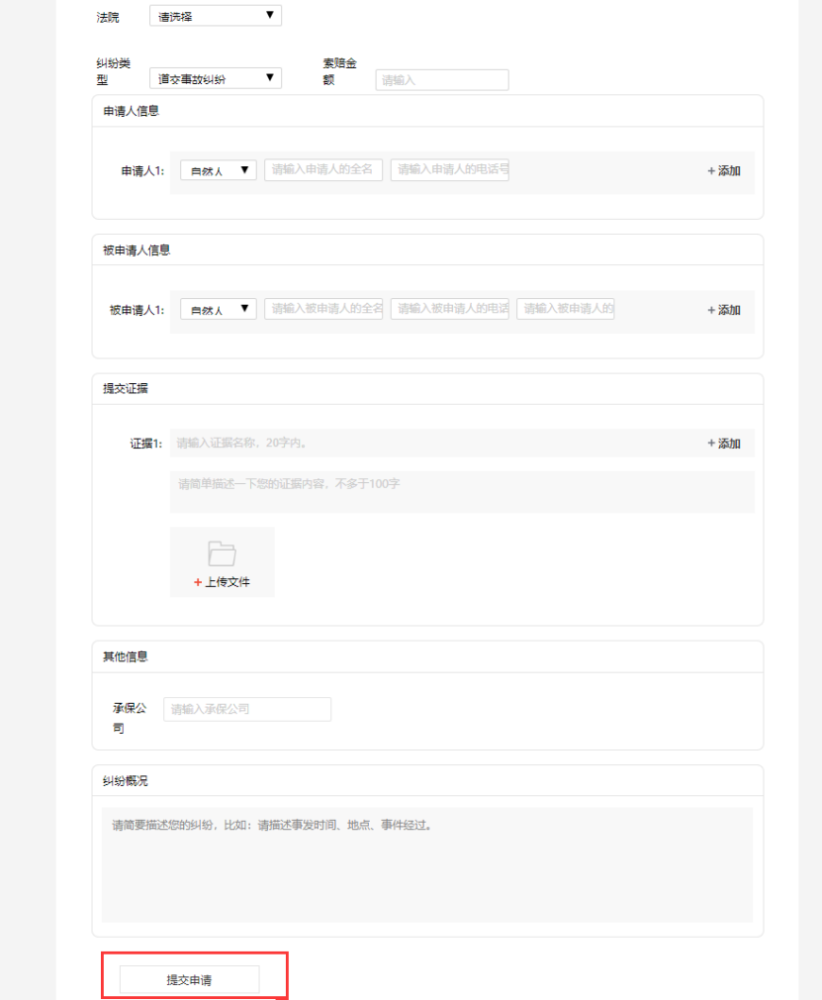 法院 请选择
纠纷类型 道交事故纠纷 索赔金额 请输入
申请人信息
申请人1: 自然人 请输入申请人的全名 请输入申请人的电话号 +添加
被申请人信息
被申请人1: 自然人 请输入被申请人的全名 请输入被申请人的电话 请输入被申请人的 +添加
提交证据
证据1: 请输入证据名称，20字内。 +添加
请简单描述一下您的证据内容，不多于100字
+上传文件
其他信息
承保公司 请输入承保公司
纠纷概况
请简要描述您的纠纷，比如：请描述事发时间、地点、事件经过。
提交申请